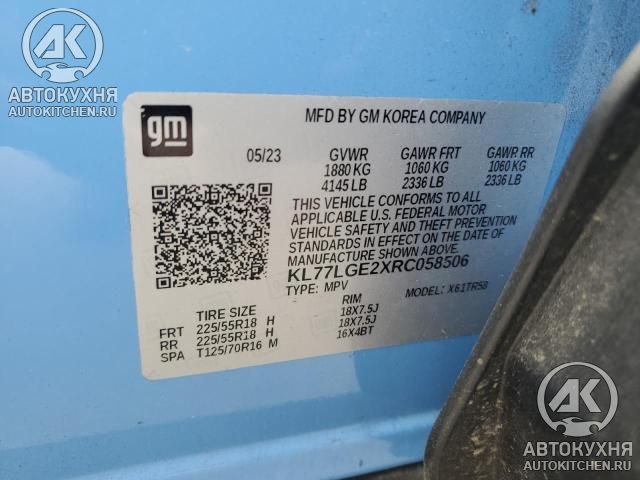 AK
АВТОКУХНЯ
AUTOKITCHEN.RU
gm
MFD BY GM KOREA COMPANY
05/23 GVWR GAWR FRT GAWR RR
1880 KG 1060 KG 1060 KG
4145 LB 2336 LB 2336 LB
THIS VEHICLE CONFORMS TO ALL
APPLICABLE U.S. FEDERAL MOTOR
VEHICLE SAFETY AND THEFT PREVENTION
STANDARDS IN EFFECT ON THE DATE OF
MANUFACTURE SHOWN ABOVE.
KL77LGE2XRC058506
TYPE: MPV MODEL: X61TR58
TIRE SIZE RIM
FRT 225/55R18 H 18X7.5J
RR 225/55R18 H 18X7.5J
SPA T125/70R16 M 16X4BT
AK
АВТОКУХНЯ
AUTOKITCHEN.RU